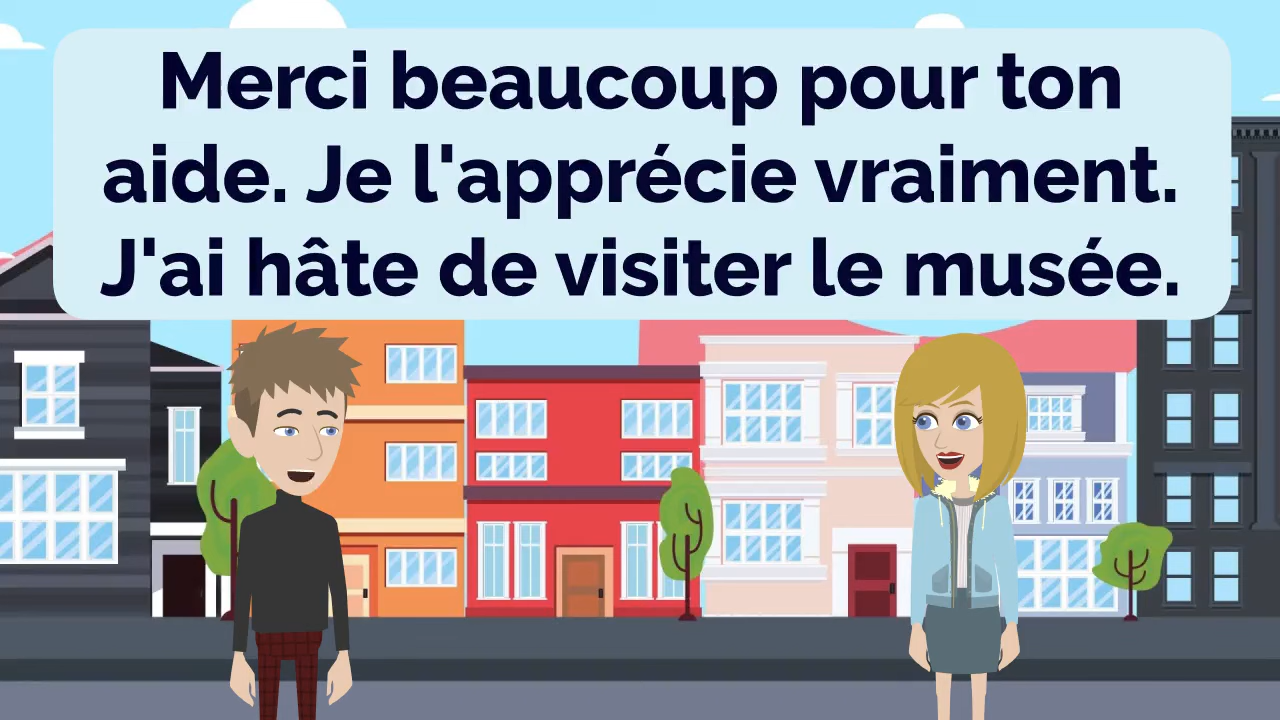 Merci beaucoup pour ton
aide. Je l'apprécie vraiment.
J'ai hâte de visiter le musée.